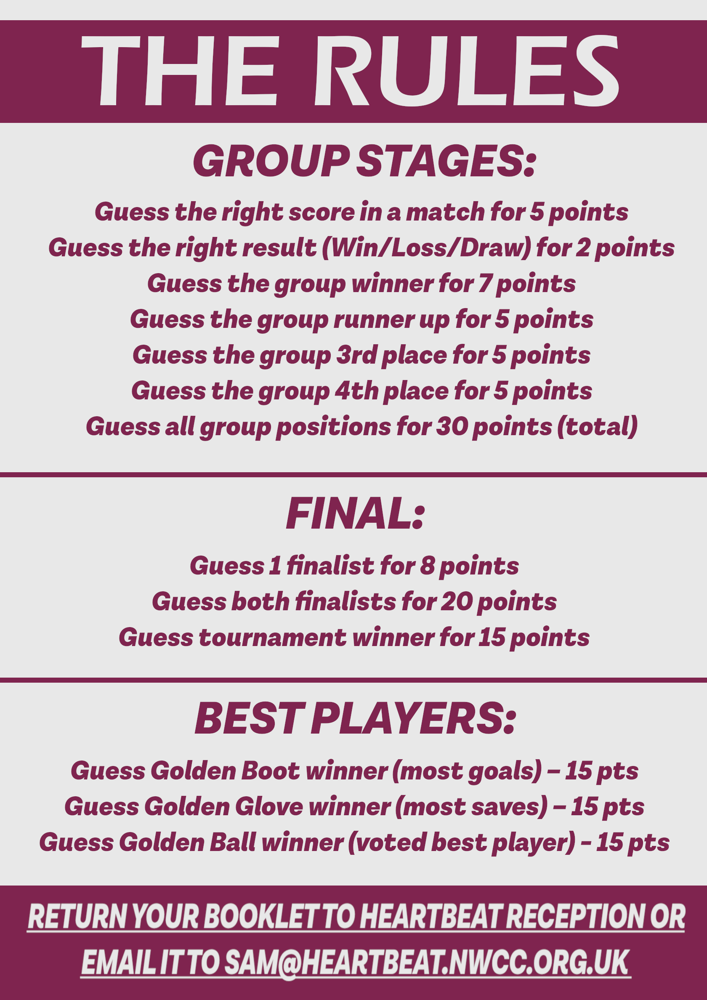 THE RULES
GROUP STAGES:
Guess the right score in a match for 5 points
Guess the right result (Win/Loss/Draw) for 2 points
Guess the group winner for 7 points
Guess the group runner up for 5 points
Guess the group 3rd place for 5 points
Guess the group 4th place for 5 points
Guess all group positions for 30 points (total)
FINAL:
Guess 1 finalist for 8 points
Guess both finalists for 20 points
Guess tournament winner for 15 points
BEST PLAYERS:
Guess Golden Boot winner (most goals) – 15 pts
Guess Golden Glove winner (most saves) – 15 pts
Guess Golden Ball winner (voted best player) - 15 pts
RETURN YOUR BOOKLET TO HEARTBEAT RECEPTION OR
EMAIL IT TO SAM@HEARTBEAT.NWCC.ORG.UK